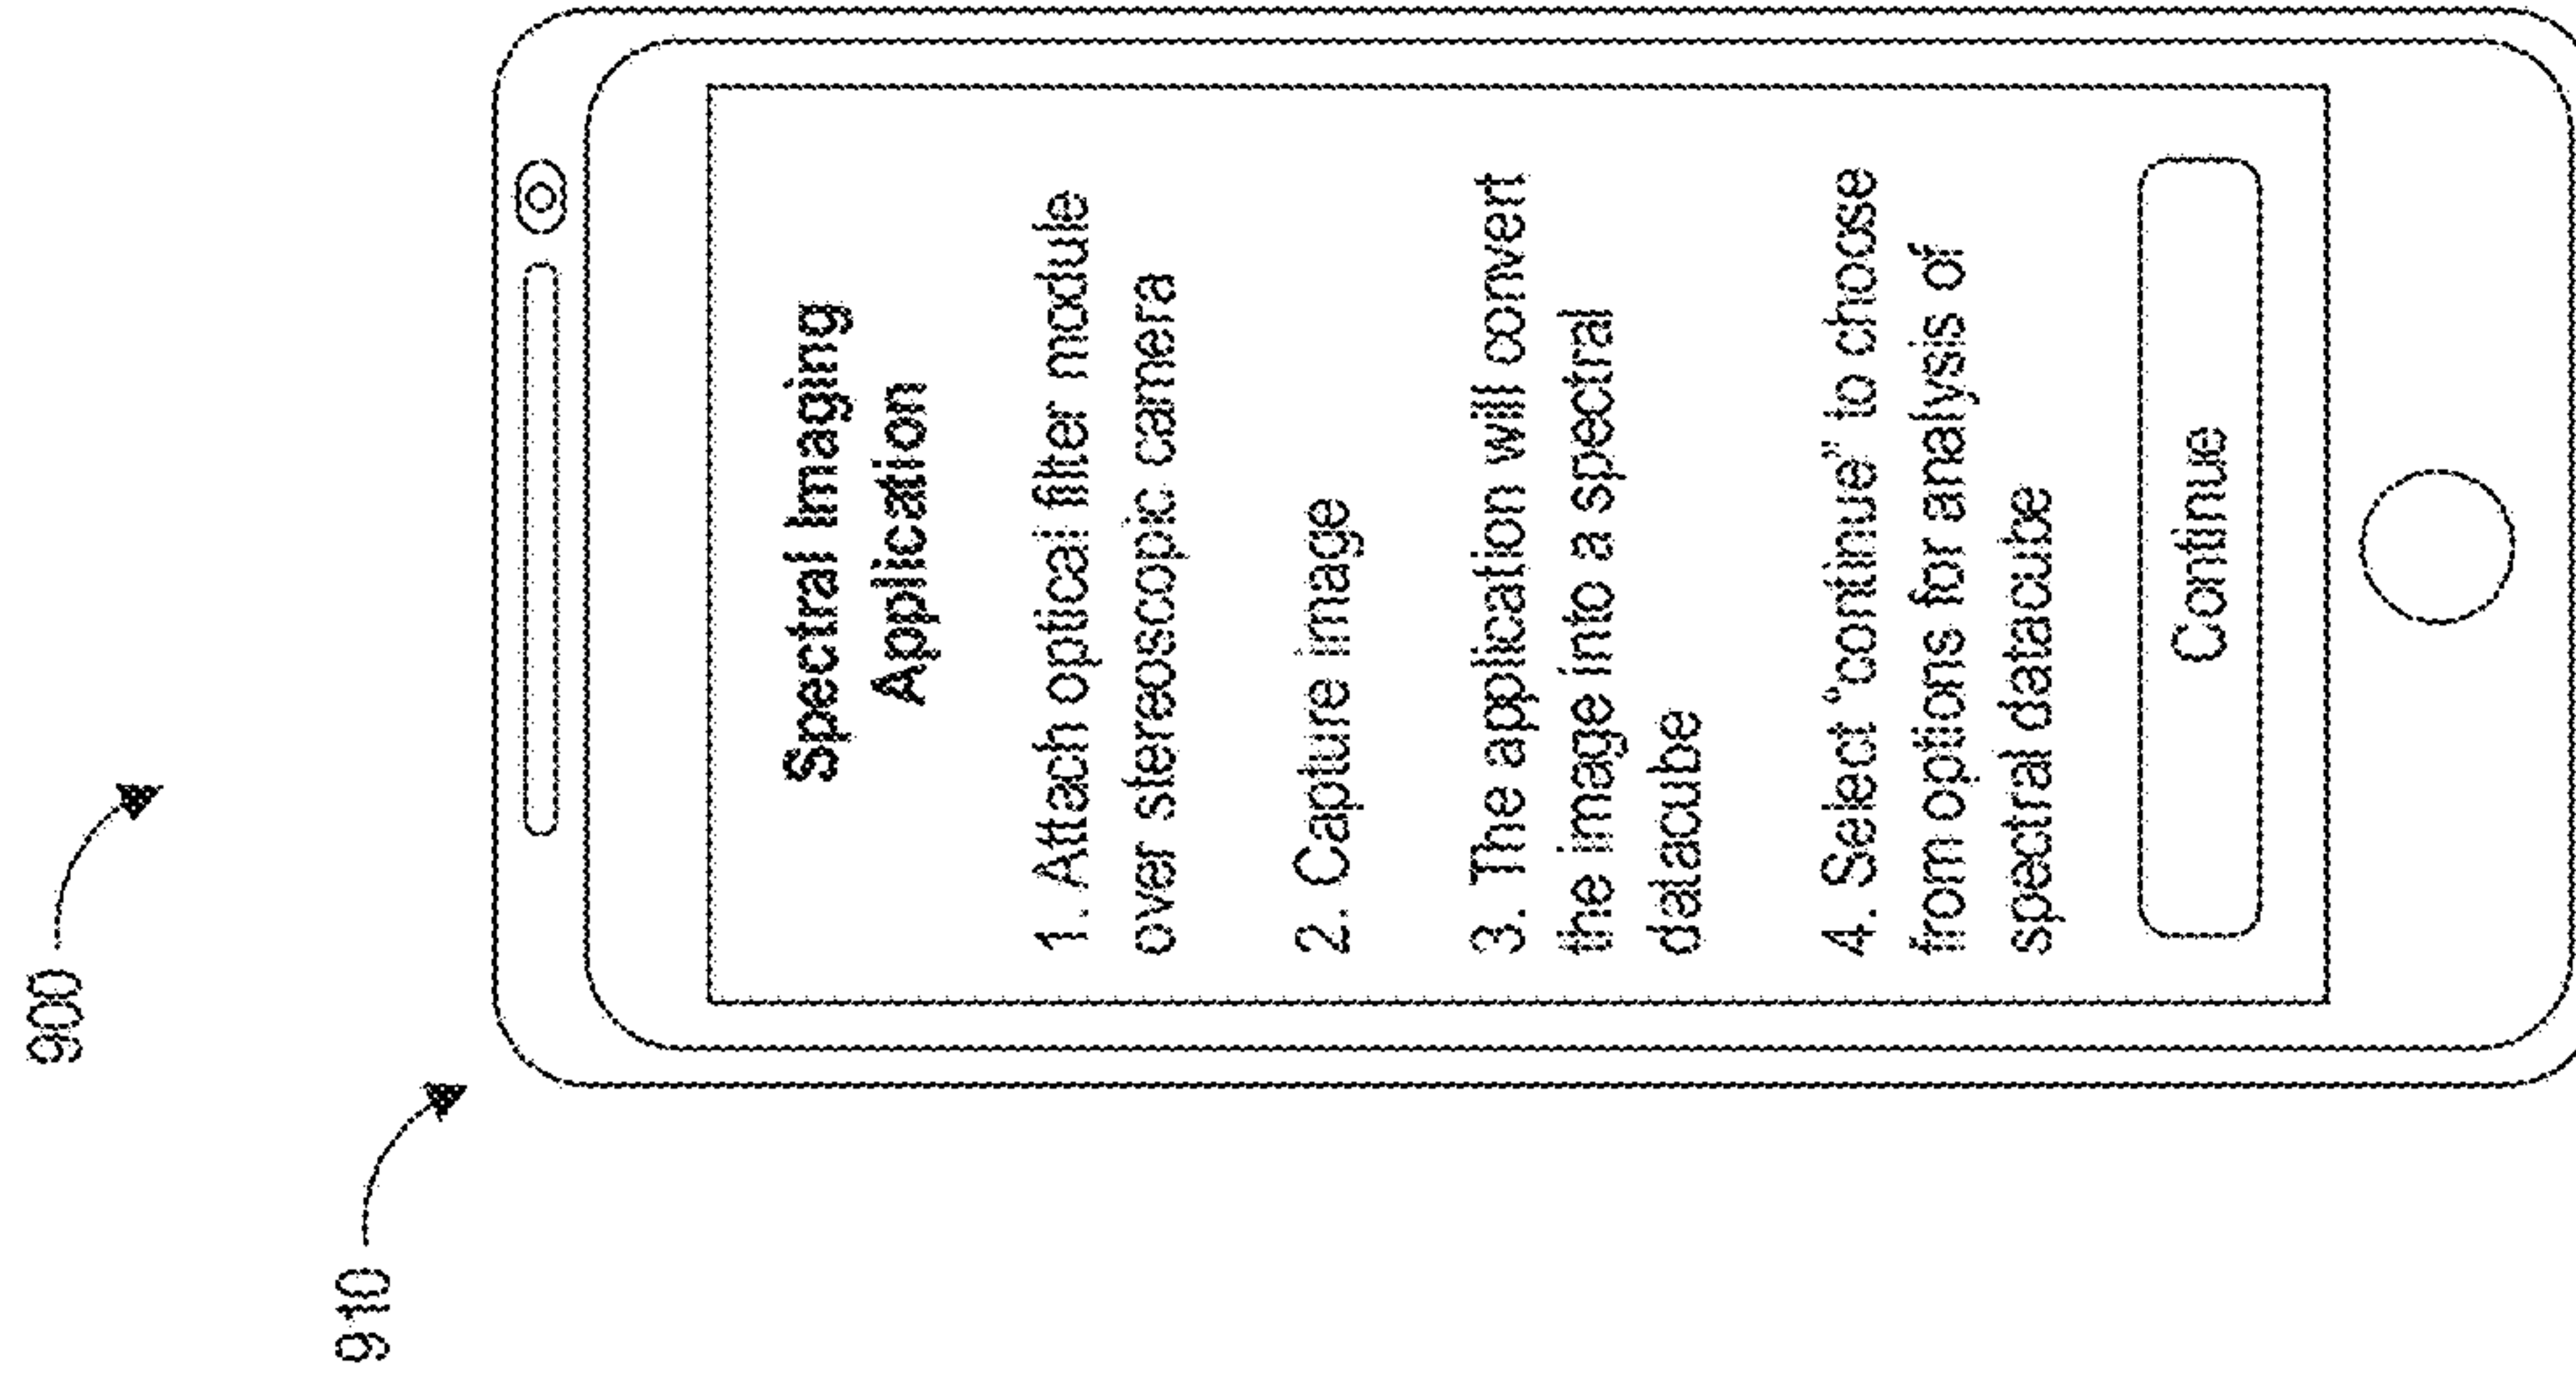 900
910
Spectral Imaging
Application
1. Attach optical filter module
over stereoscopic camera
2. Capture image
3. The application will convert
the image into a spectral
datacube
4. Select “continue” to choose
from options for analysis of
spectral datacube
Continue